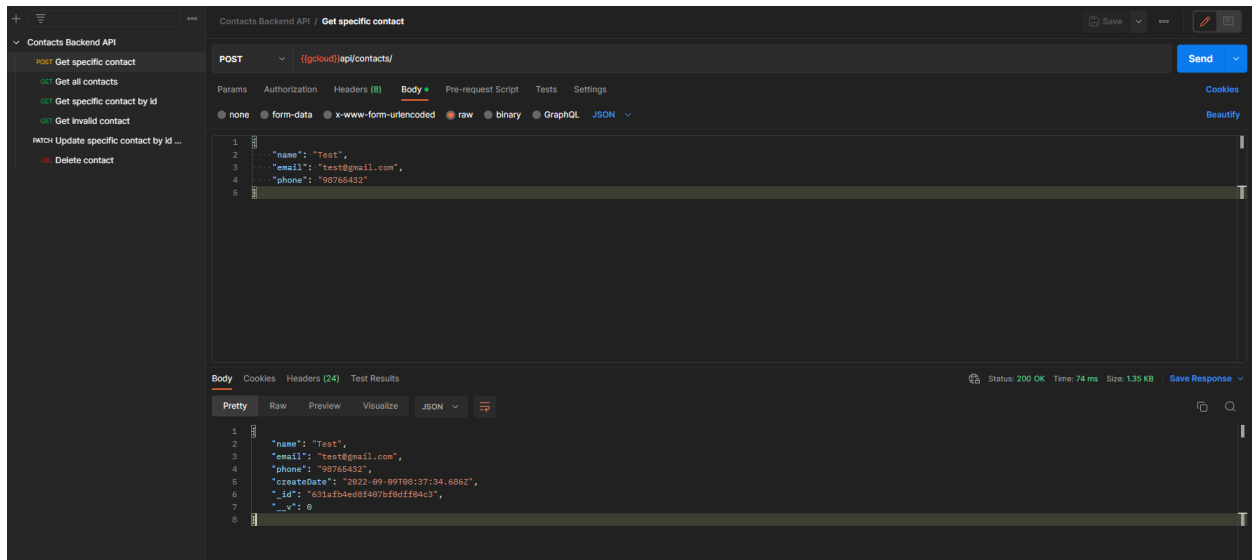 Contacts Backend API / Get specific contact
Save
Contacts Backend API
POST Get specific contact
GET Get all contacts
GET Get specific contact by id
GET Get invalid contact
PATCH Update specific contact by id ...
DEL Delete contact
POST {{gcloud}}api/contacts/
Send
Params Authorization Headers (8) Body Pre-request Script Tests Settings
Cookies
none form-data x-www-form-urlencoded raw binary GraphQL JSON
Beautify
1 {
2 "name": "Test",
3 "email": "test@gmail.com",
4 "phone": "98765432"
5 }
Body Cookies Headers (24) Test Results
Status: 200 OK Time: 74 ms Size: 1.35 KB Save Response
Pretty Raw Preview Visualize JSON
1 {
2 "name": "Test",
3 "email": "test@gmail.com",
4 "phone": "98765432",
5 "createDate": "2022-09-09T08:37:34.686Z",
6 "_id": "631afb4ed8f407bf0dff04c3",
7 "__v": 0
8 }